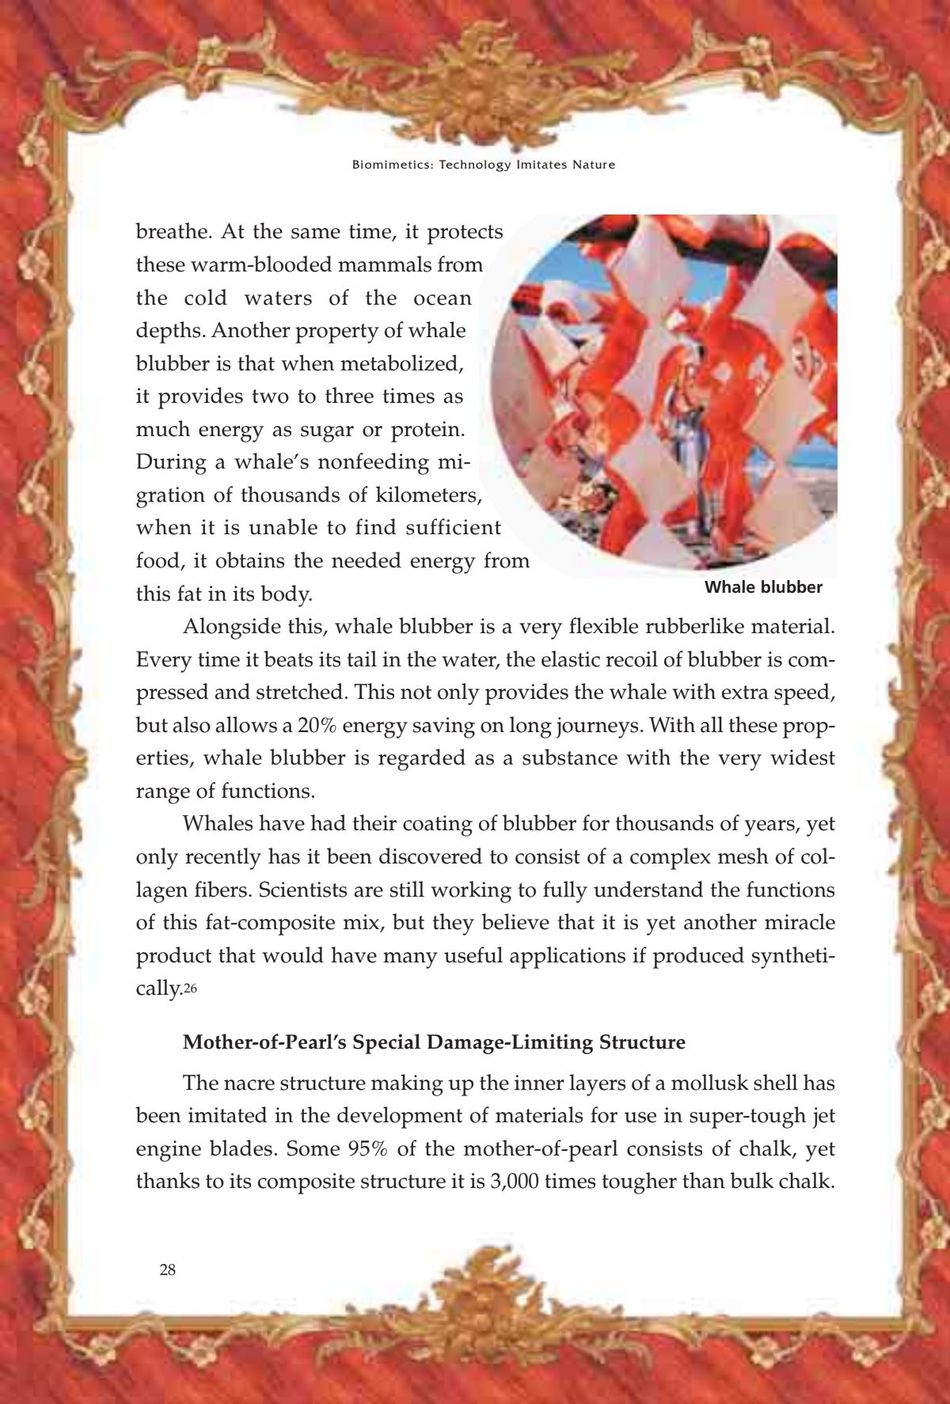 Biomimetics: Technology Imitates Nature
breathe. At the same time, it protects
these warm-blooded mammals from
the cold waters of the ocean
depths. Another property of whale
blubber is that when metabolized,
it provides two to three times as
much energy as sugar or protein.
During a whale's nonfeeding mi-
gration of thousands of kilometers,
when it is unable to find sufficient
food, it obtains the needed energy from
this fat in its body.
Whale blubber
Alongside this, whale blubber is a very flexible rubberlike material.
Every time it beats its tail in the water, the elastic recoil of blubber is com-
pressed and stretched. This not only provides the whale with extra speed,
but also allows a 20% energy saving on long journeys. With all these prop-
erties, whale blubber is regarded as a substance with the very widest
range of functions.
Whales have had their coating of blubber for thousands of years, yet
only recently has it been discovered to consist of a complex mesh of col-
lagen fibers. Scientists are still working to fully understand the functions
of this fat-composite mix, but they believe that it is yet another miracle
product that would have many useful applications if produced syntheti-
cally.26
Mother-of-Pearl's Special Damage-Limiting Structure
The nacre structure making up the inner layers of a mollusk shell has
been imitated in the development of materials for use in super-tough jet
engine blades. Some 95% of the mother-of-pearl consists of chalk, yet
thanks to its composite structure it is 3,000 times tougher than bulk chalk.
28